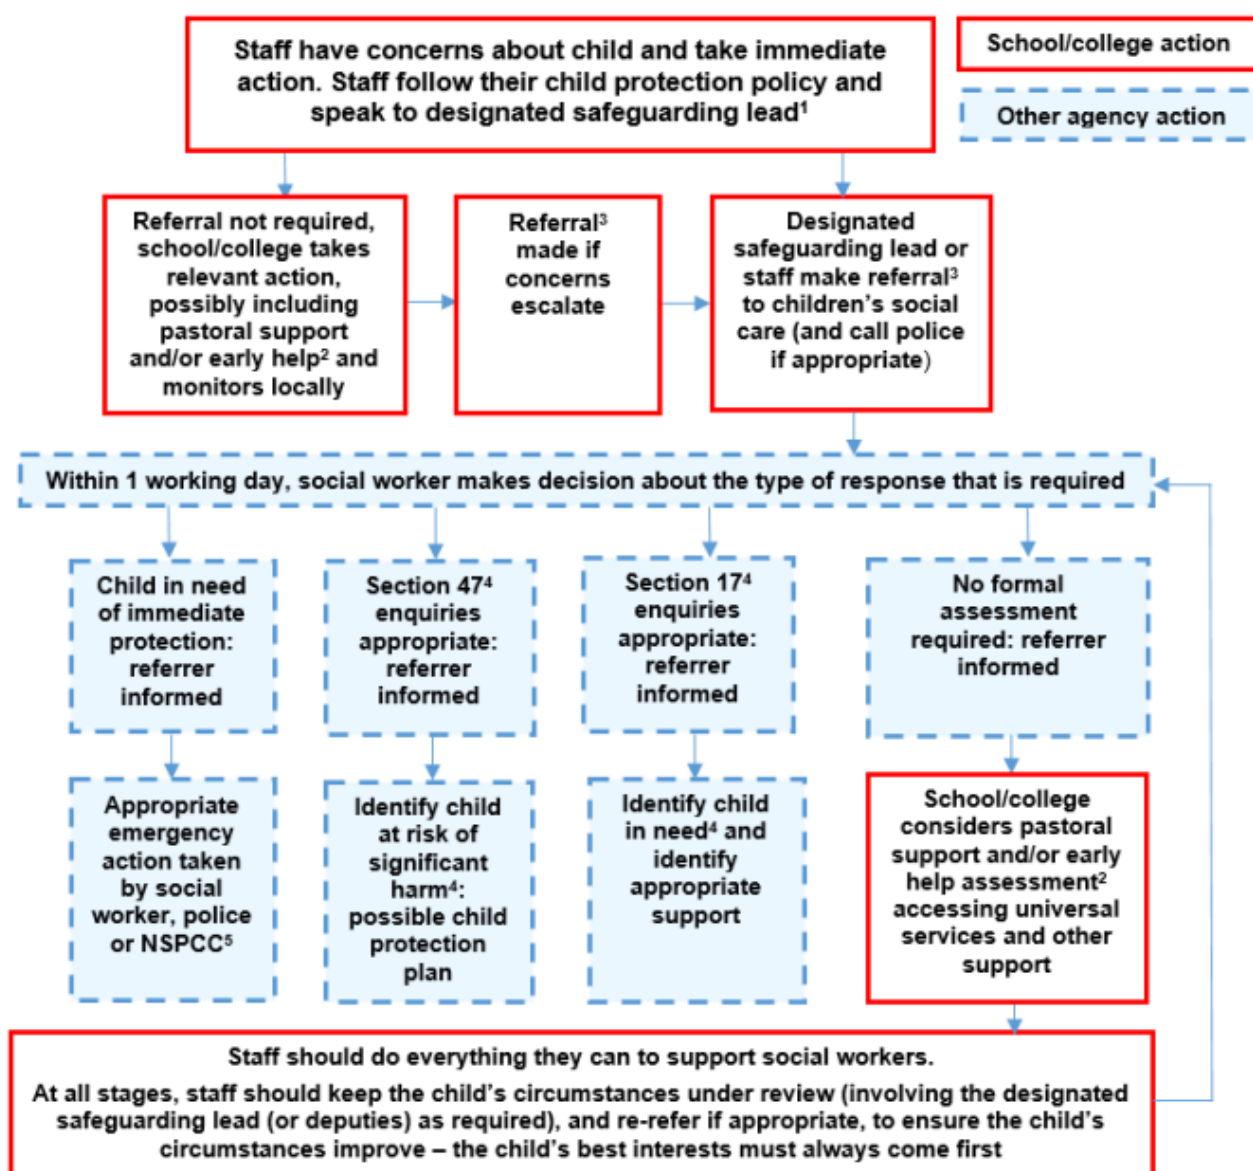 Staff have concerns about child and take immediate
action. Staff follow their child protection policy and
speak to designated safeguarding lead¹
School/college action
Other agency action
Referral not required,
school/college takes
relevant action,
possibly including
pastoral support
and/or early help² and
monitors locally
Referral³
made if
concerns
escalate
Designated
safeguarding lead or
staff make referral³
to children’s social
care (and call police
if appropriate)
Within 1 working day, social worker makes decision about the type of response that is required
Child in need
of immediate
protection:
referrer
informed
Section 47⁴
enquiries
appropriate:
referrer
informed
Section 17⁴
enquiries
appropriate:
referrer
informed
No formal
assessment
required: referrer
informed
Appropriate
emergency
action taken
by social
worker, police
or NSPCC⁵
Identify child
at risk of
significant
harm⁴:
possible child
protection
plan
Identify child
in need⁴ and
identify
appropriate
support
School/college
considers pastoral
support and/or early
help assessment²
accessing universal
services and other
support
Staff should do everything they can to support social workers.
At all stages, staff should keep the child’s circumstances under review (involving the designated
safeguarding lead (or deputies) as required), and re-refer if appropriate, to ensure the child’s
circumstances improve – the child’s best interests must always come first